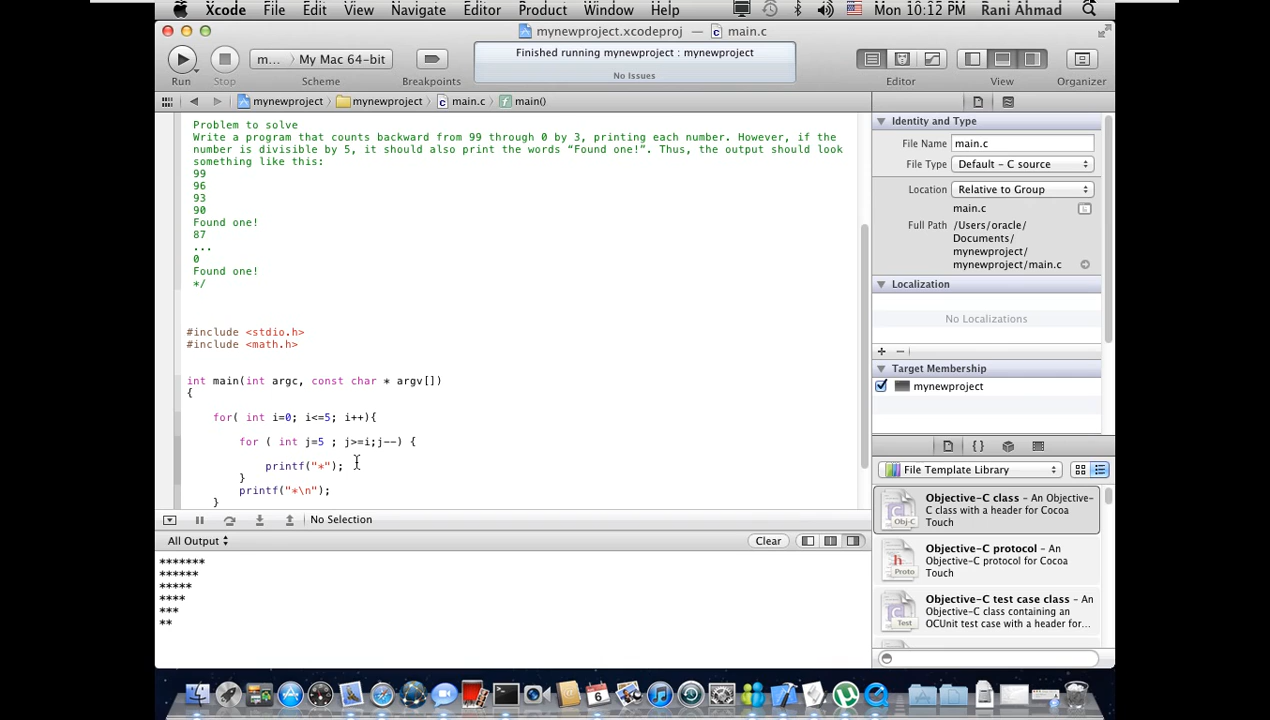 Xcode File Edit View Navigate Editor Product Window Help Mon 10:12 PM Rani Ahmad
mynewproject.xcodeproj — main.c
m... My Mac 64-bit
Finished running mynewproject : mynewproject
No Issues
Run Stop Scheme Breakpoints Editor View Organizer
mynewproject mynewproject main.c main()
Problem to solve
Write a program that counts backward from 99 through 0 by 3, printing each number. However, if the
number is divisible by 5, it should also print the words “Found one!”. Thus, the output should look
something like this:
99
96
93
90
Found one!
87
...
0
Found one!
*/
#include <stdio.h>
#include <math.h>
int main(int argc, const char * argv[])
{
for( int i=0; i<=5; i++){
for ( int j=5 ; j>=i;j--) {
printf("*");
}
printf("*\n");
}
No Selection
All Output
Clear
*******
******
*****
****
***
**
Identity and Type
File Name main.c
File Type Default - C source
Location Relative to Group
main.c
Full Path /Users/oracle/
Documents/
mynewproject/
mynewproject/main.c
Localization
No Localizations
Target Membership
mynewproject
File Template Library
Objective-C class - An Objective-
C class with a header for Cocoa
Touch
Objective-C protocol - An
Objective-C protocol for Cocoa
Touch
Objective-C test case class - An
Objective-C class containing an
OCUnit test case with a header for...